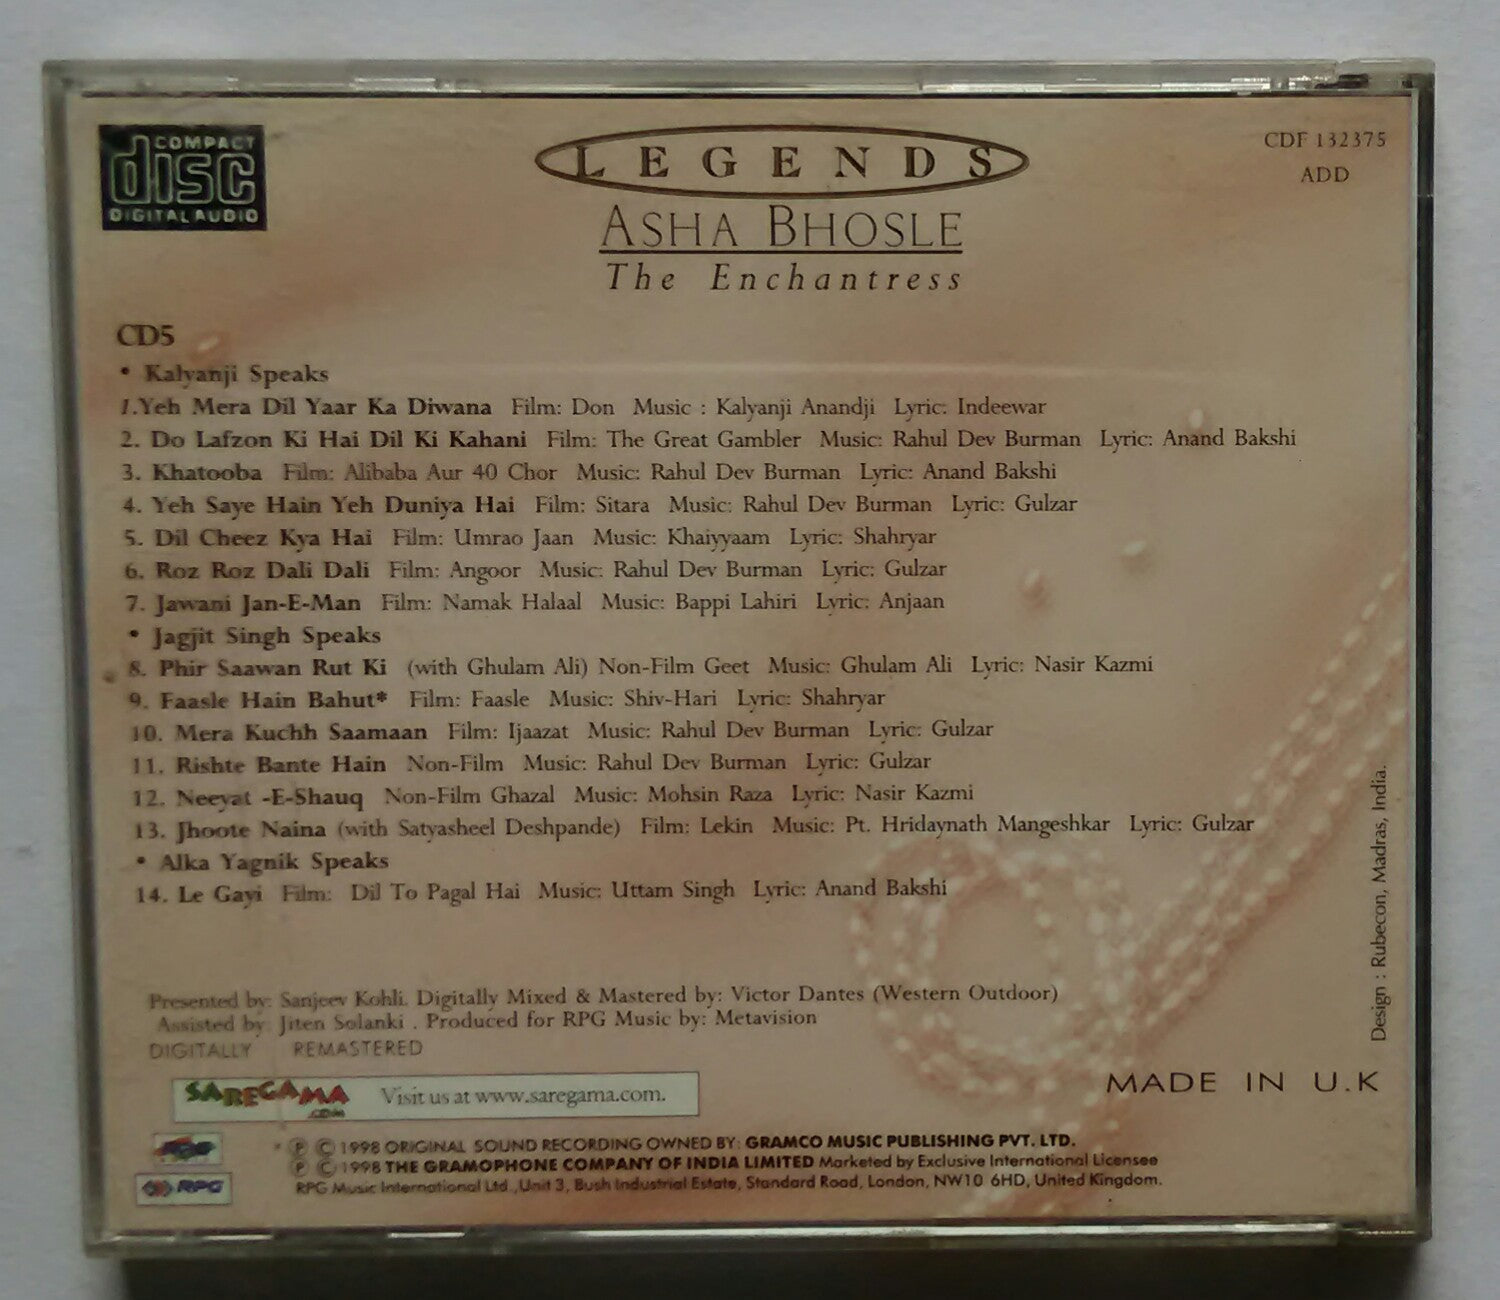 COMPACT
disc
DIGITAL AUDIO
LEGENDS
CDF 132375
ADD
ASHA BHOSLE
The Enchantress
CD5
• Kalyanji Speaks
1.Yeh Mera Dil Yaar Ka Diwana Film: Don Music : Kalyanji Anandji Lyric: Indeewar
2. Do Lafzon Ki Hai Dil Ki Kahani Film: The Great Gambler Music: Rahul Dev Burman Lyric: Anand Bakshi
3. Khatooba Film: Alibaba Aur 40 Chor Music: Rahul Dev Burman Lyric: Anand Bakshi
4. Yeh Saye Hain Yeh Duniya Hai Film: Sitara Music: Rahul Dev Burman Lyric: Gulzar
5. Dil Cheez Kya Hai Film: Umrao Jaan Music: Khaiyyaam Lyric: Shahryar
6. Roz Roz Dali Dali Film: Angoor Music: Rahul Dev Burman Lyric: Gulzar
7. Jawani Jan-E-Man Film: Namak Halaal Music: Bappi Lahiri Lyric: Anjaan
• Jagjit Singh Speaks
8. Phir Saawan Rut Ki (with Ghulam Ali) Non-Film Geet Music: Ghulam Ali Lyric: Nasir Kazmi
9. Faasle Hain Bahut* Film: Faasle Music: Shiv-Hari Lyric: Shahryar
10. Mera Kuchh Saamaan Film: Ijaazat Music: Rahul Dev Burman Lyric: Gulzar
11. Rishte Bante Hain Non-Film Music: Rahul Dev Burman Lyric: Gulzar
12. Neeyat -E-Shauq Non-Film Ghazal Music: Mohsin Raza Lyric: Nasir Kazmi
13. Jhoote Naina (with Satyasheel Deshpande) Film: Lekin Music: Pt. Hridaynath Mangeshkar Lyric: Gulzar
• Alka Yagnik Speaks
14. Le Gayi Film: Dil To Pagal Hai Music: Uttam Singh Lyric: Anand Bakshi
Presented by: Sanjeev Kohli. Digitally Mixed & Mastered by: Victor Dantes (Western Outdoor)
Assisted by: Jiten Solanki . Produced for RPG Music by: Metavision
DIGITALLY REMASTERED
SAREGAMA.COM Visit us at www.saregama.com.
MADE IN U.K
Design : Rubecon, Madras, India.
* Ⓟ © 1998 ORIGINAL SOUND RECORDING OWNED BY: GRAMCO MUSIC PUBLISHING PVT. LTD.
Ⓟ © 1998 THE GRAMOPHONE COMPANY OF INDIA LIMITED Marketed by Exclusive International Licensee
RPG
RPG Music International Ltd.,Unit 3, Bush Industrial Estate, Standard Road, London, NW10 6HD, United Kingdom.